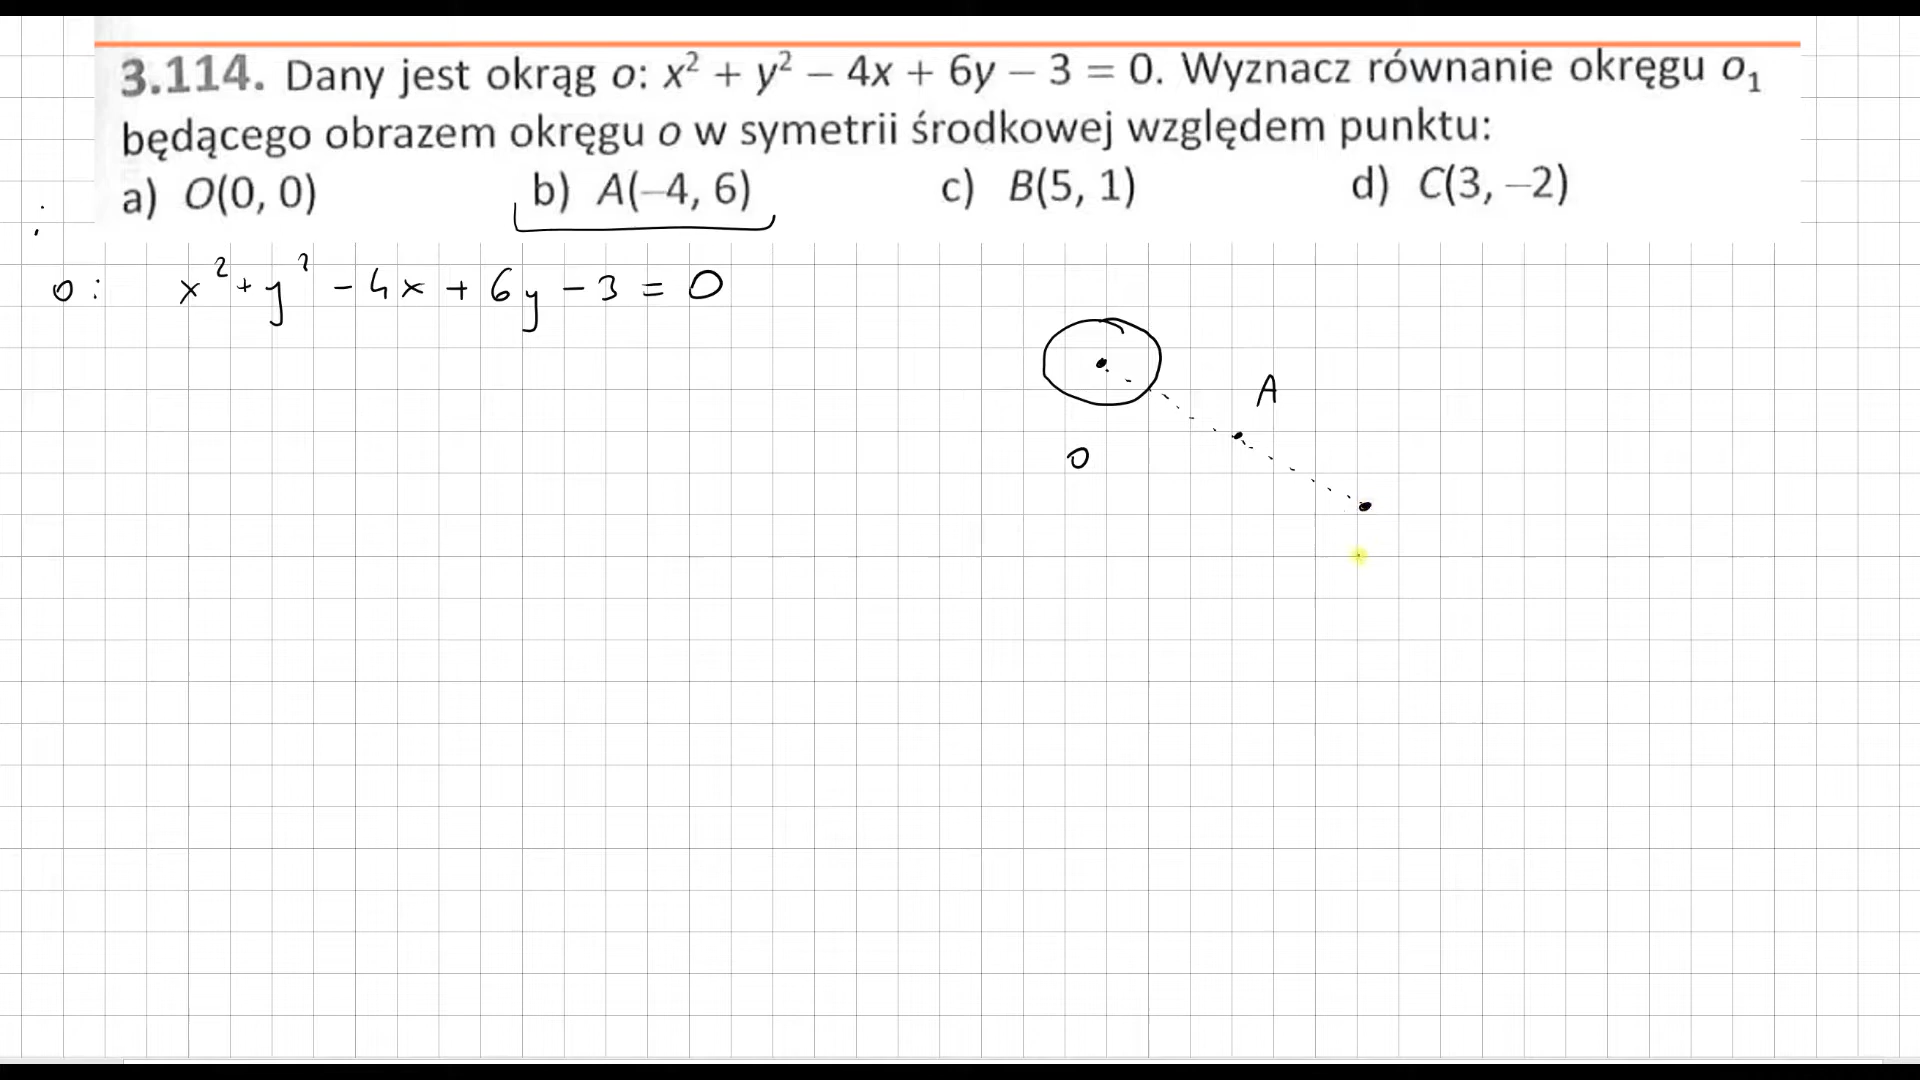 3.114. Dany jest okrąg o: x² + y² – 4x + 6y – 3 = 0. Wyznacz równanie okręgu o₁
będącego obrazem okręgu o w symetrii środkowej względem punktu:
a) O(0, 0) b) A(–4, 6) c) B(5, 1) d) C(3, –2)
o: x² + y² - 4x + 6y - 3 = 0
A
o